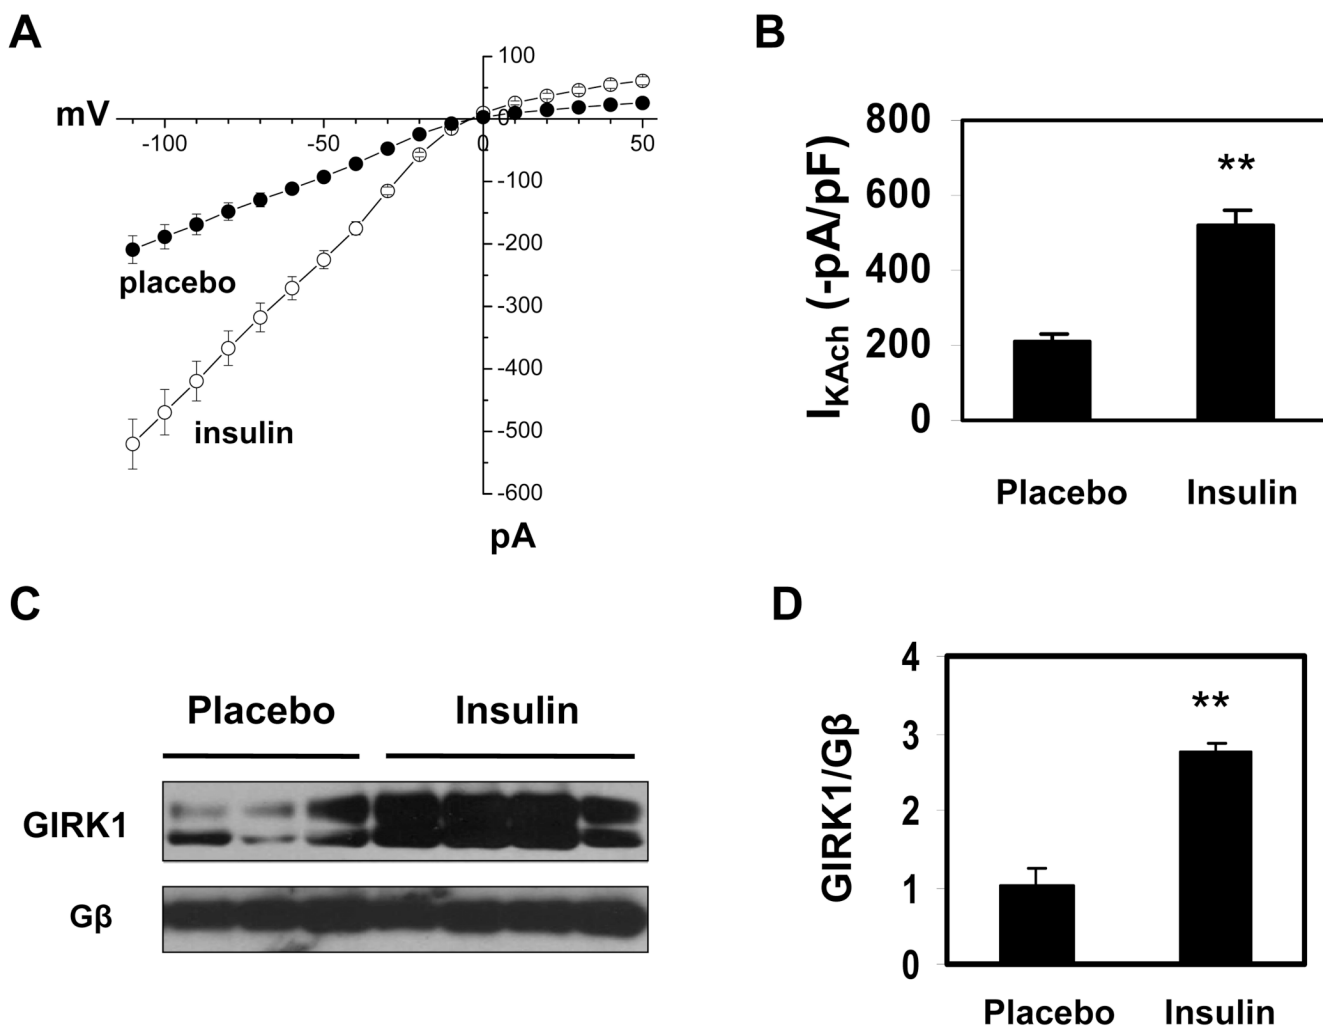 A
100
mV
0
-100
-50
0
50
-100
-200
placebo
-300
-400
insulin
-500
-600
pA
B
800
**
600
400
200
0
IKAch (-pA/pF)
Placebo
Insulin
C
Placebo
Insulin
GIRK1
Gβ
D
4
**
3
2
1
0
GIRK1/Gβ
Placebo
Insulin